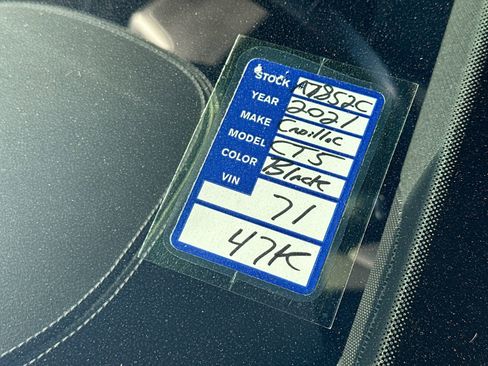 STOCK A7852C
YEAR 2021
MAKE Cadillac
MODEL CT5
COLOR Black
VIN 71
47K